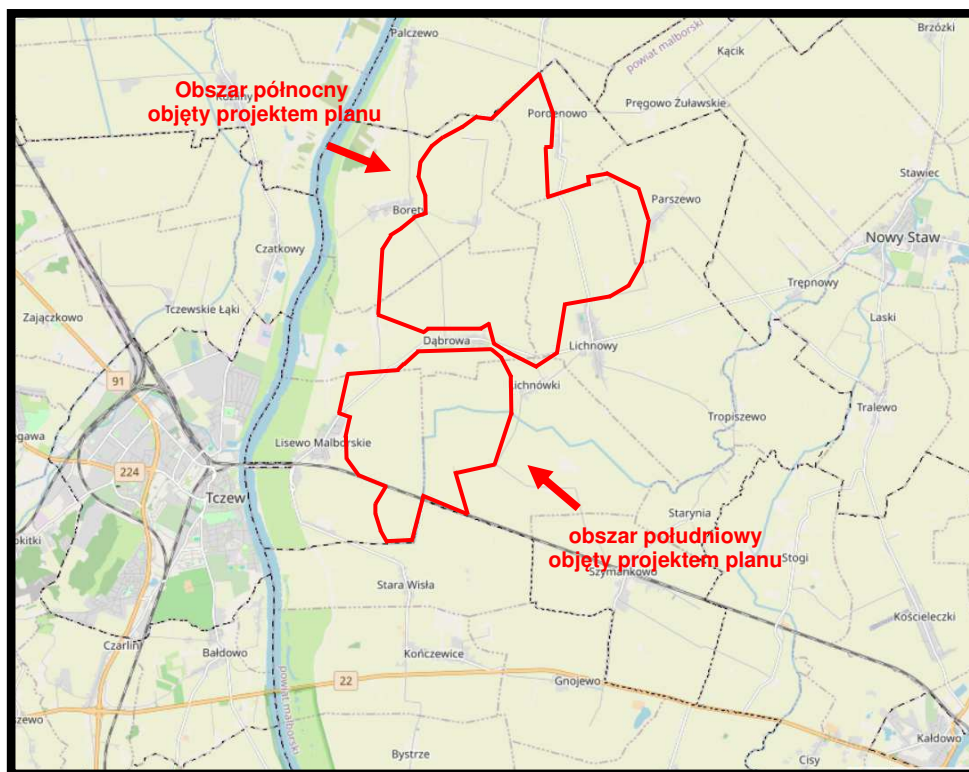 Palczewo
Brzózki
Kącik
powiat malborski
Obszar północny
objęty projektem planu
Pordenowo
Pręgowo Żuławskie
Stawiec
Parszewo
Nowy Staw
Czatkowy
Trępnowy
Tczewskie Łąki
Laski
Zajączkowo
Dąbrowa
Lichnowy
91
Lichnówki
Tralewo
Tropiszewo
Lisewo Malborskie
224
Tczew
Starynia
obszar południowy
objęty projektem planu
Stogi
Szymankowo
Stara Wisła
Kościeleczki
Czarlin
Bałdowo
Kończewice
22
Gnojewo
powiat malborski
Kałdowo
Bystrze
Cisy